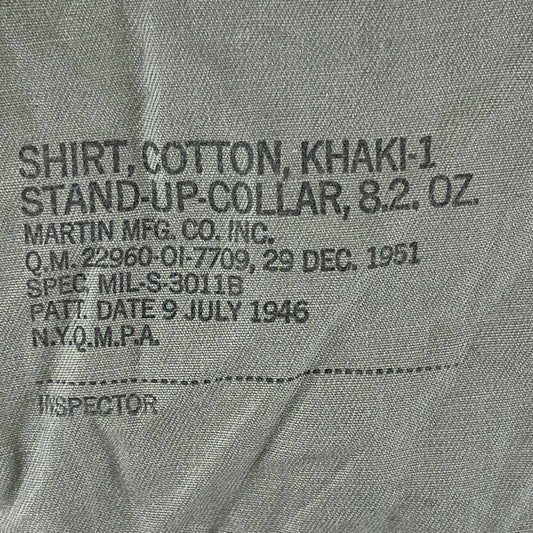 SHIRT, COTTON, KHAKI-1
STAND-UP-COLLAR, 8.2. OZ.
MARTIN MFG. CO. INC.
Q.M. 22960-OI-7709, 29 DEC. 1951
SPEC MIL-S-3011B
PATT. DATE 9 JULY 1946
N.Y.Q.M.P.A.
INSPECTOR